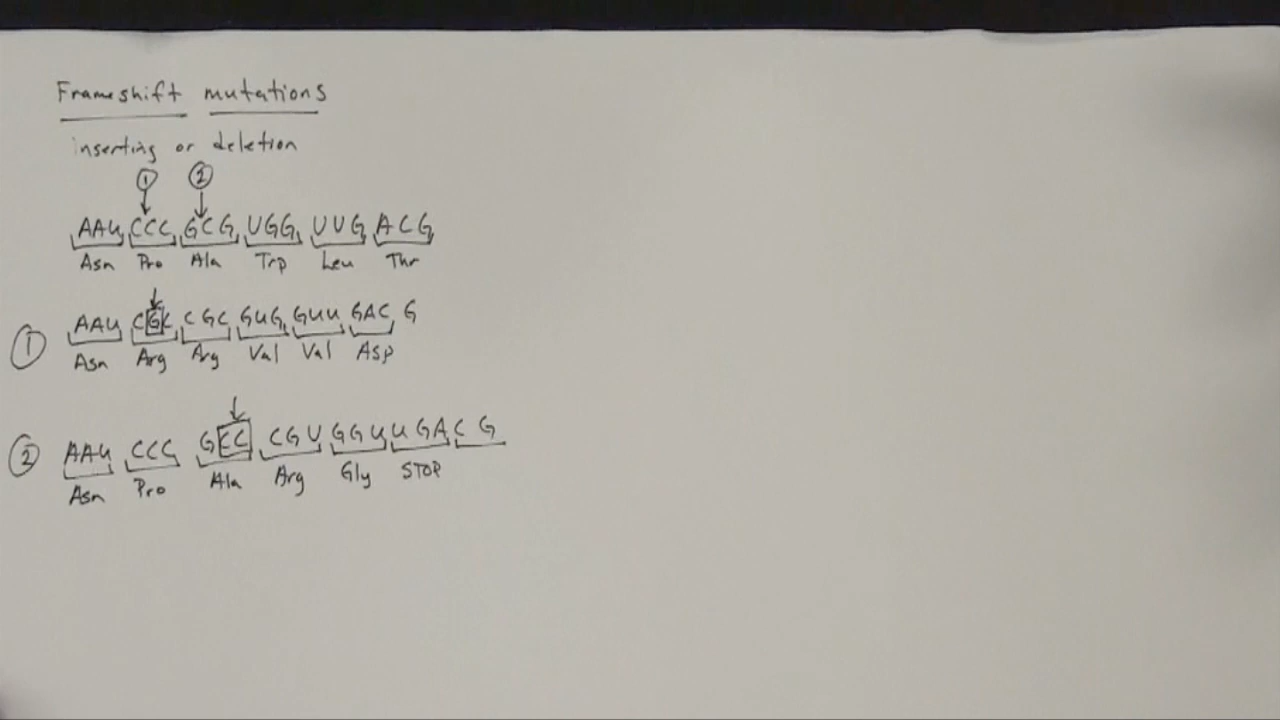 Frameshift mutations
inserting or deletion
① ②
AAU CCC GCG UGG UUG ACG
Asn Pro Ala Trp Leu Thr
① AAU CGC CGC GUG GUU GAC G
Asn Arg Arg Val Val Asp
② AAU CCC GCC CGU GGU UGA CG
Asn Pro Ala Arg Gly STOP